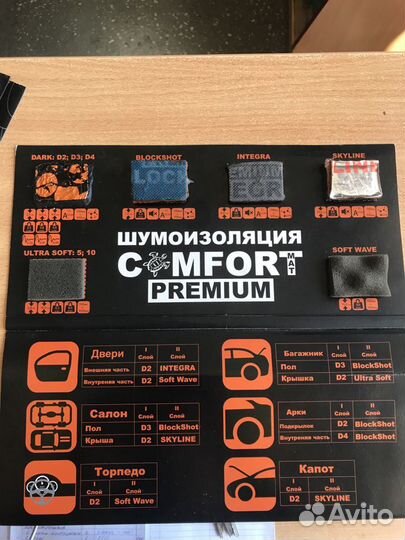 DARK: D2; D3; D4
BLOCKSHOT
INTEGRA
SKYLINE
LOCK
EGR
ШУМОИЗОЛЯЦИЯ
COMFORT MAT
PREMIUM
ULTRA SOFT: 5; 10
SOFT WAVE
Двери
I Слой
II Слой
Внешняя часть D2 INTEGRA
Внутреная часть D2 Soft Wave
Багажник
I Слой
II Слой
Пол D3 BlockShot
Крышка D2 Ultra Soft
Салон
I Слой
II Слой
Пол D3 BlockShot
Крыша D2 SKYLINE
Арки
I Слой
II Слой
Подкрылок D2 BlockShot
Внутреняя часть D4 BlockShot
Торпедо
I Слой
II Слой
D2 Soft Wave
Капот
I Слой
II Слой
D2 SKYLINE
Avito